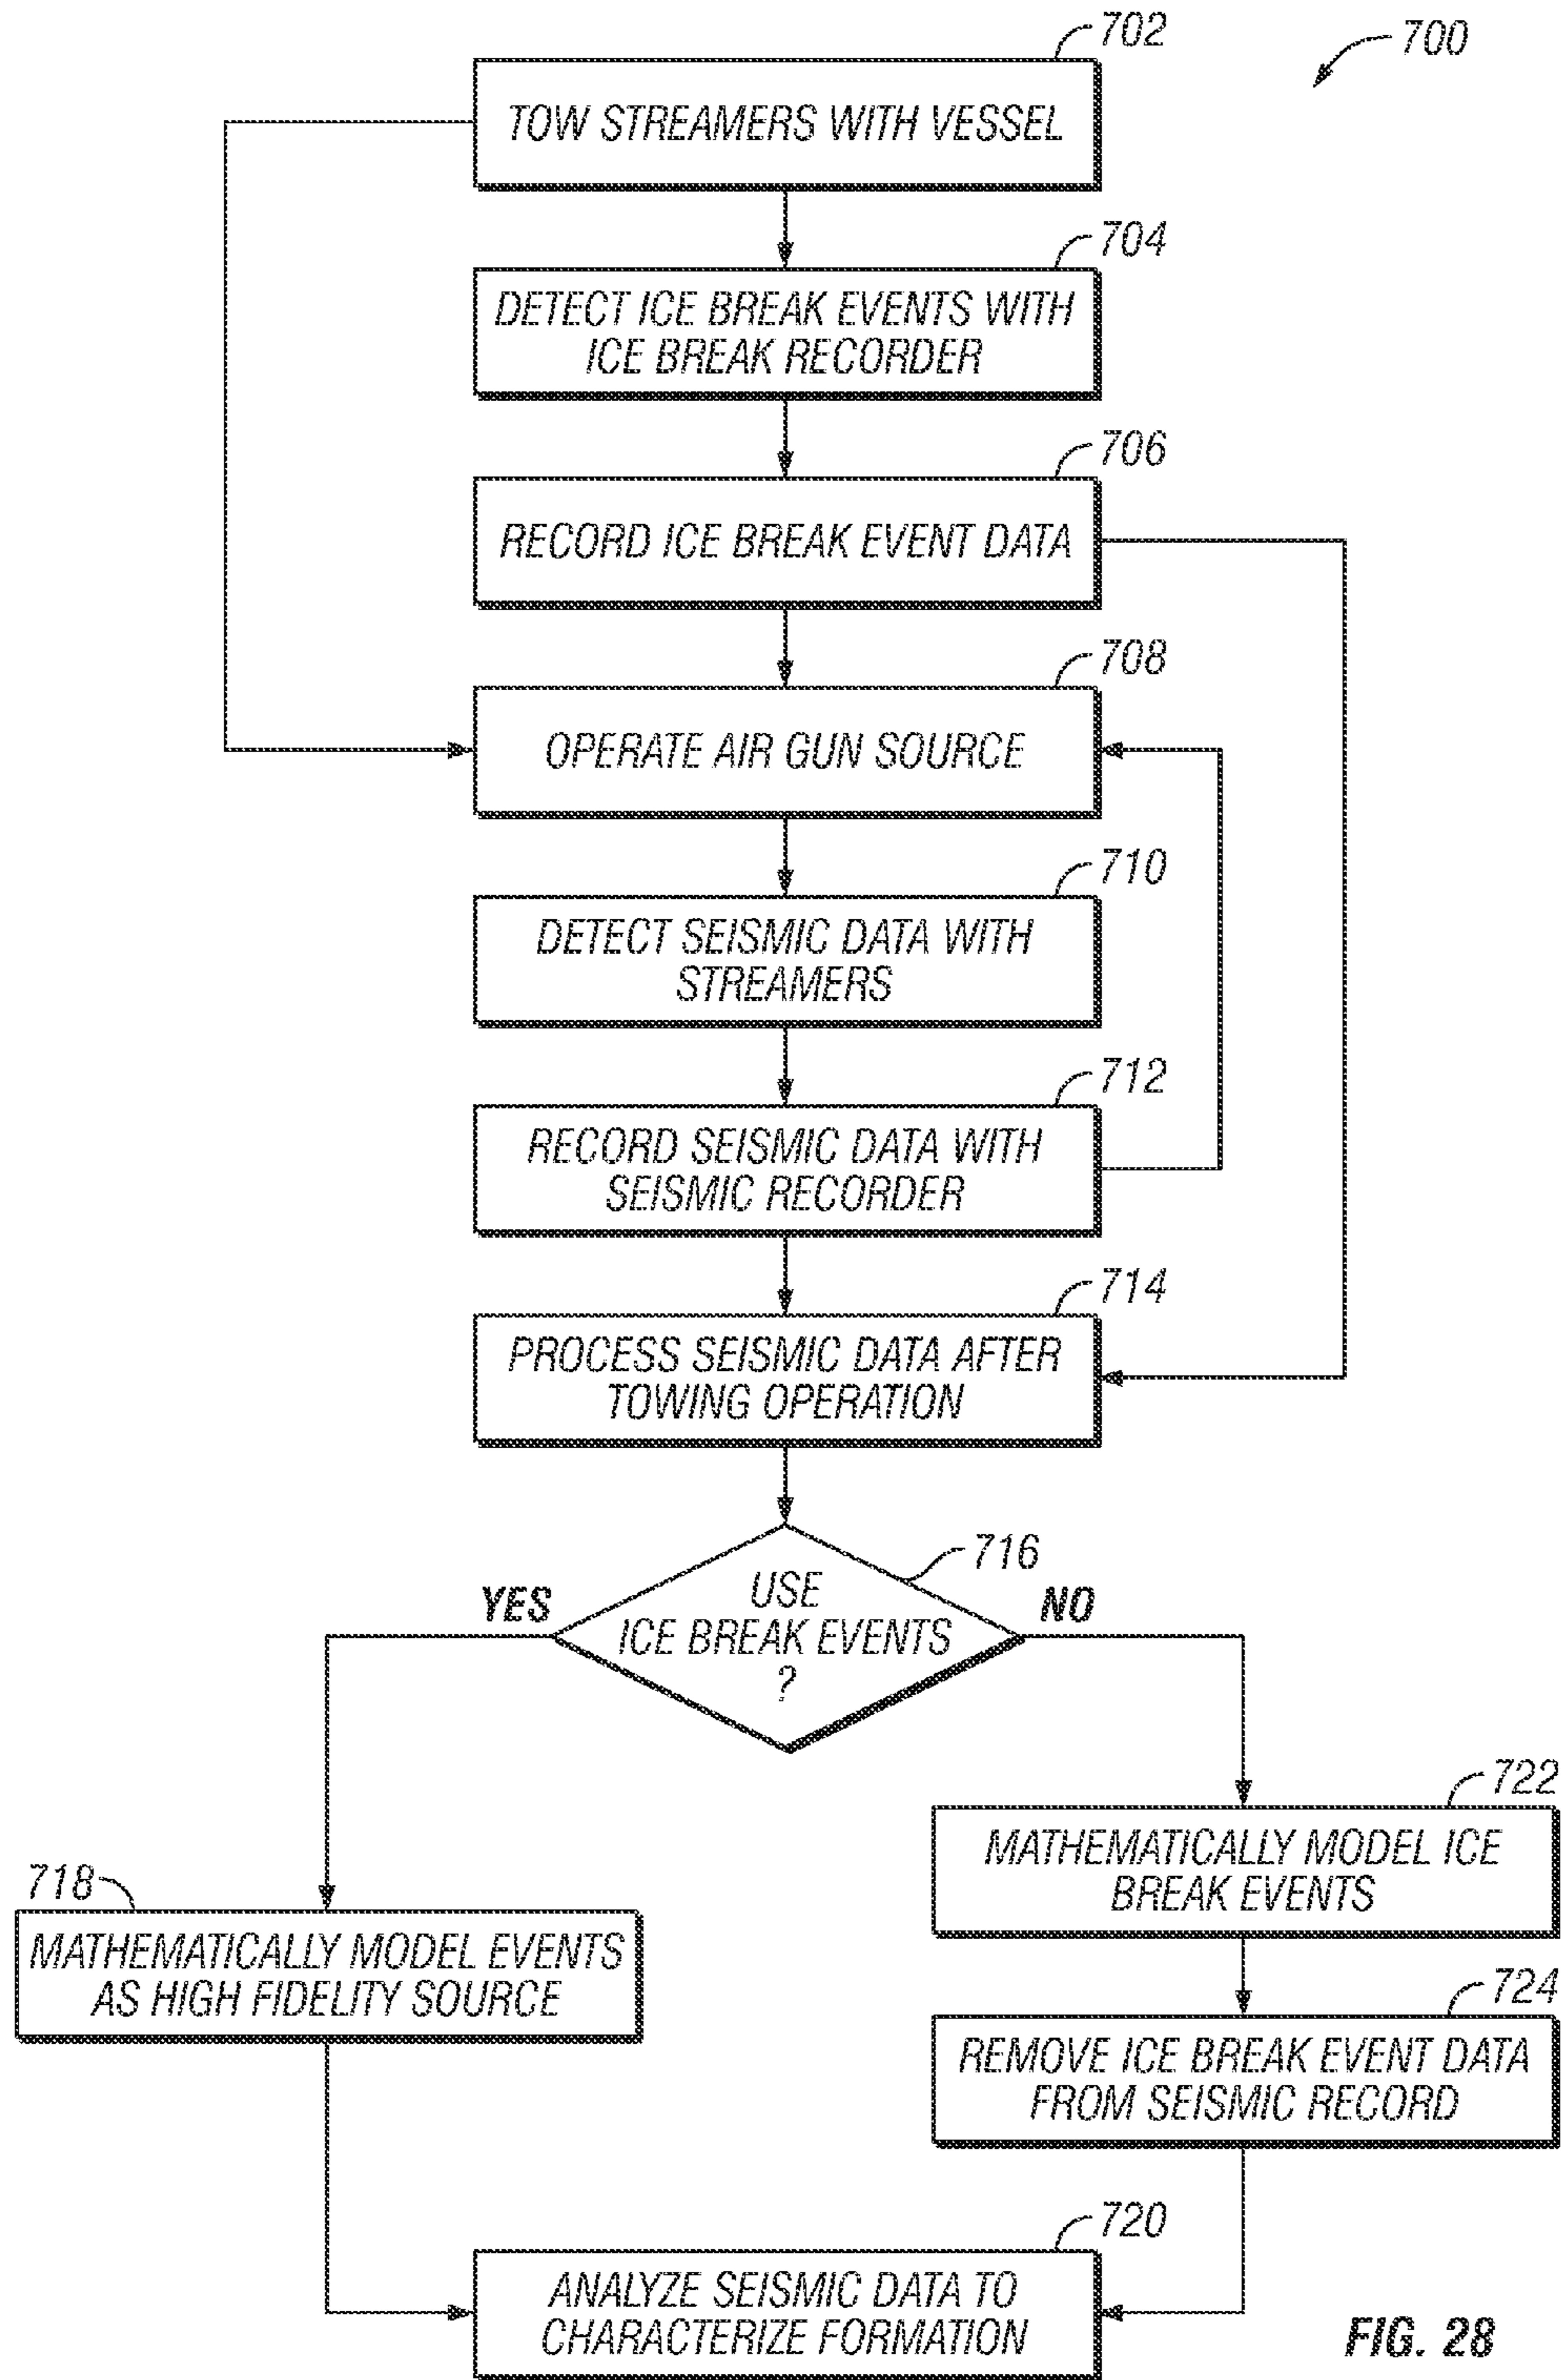 702
700
TOW STREAMERS WITH VESSEL
704
DETECT ICE BREAK EVENTS WITH
ICE BREAK RECORDER
706
RECORD ICE BREAK EVENT DATA
708
OPERATE AIR GUN SOURCE
710
DETECT SEISMIC DATA WITH
STREAMERS
712
RECORD SEISMIC DATA WITH
SEISMIC RECORDER
714
PROCESS SEISMIC DATA AFTER
TOWING OPERATION
716
USE
ICE BREAK EVENTS
?
YES
NO
718
MATHEMATICALLY MODEL EVENTS
AS HIGH FIDELITY SOURCE
722
MATHEMATICALLY MODEL ICE
BREAK EVENTS
724
REMOVE ICE BREAK EVENT DATA
FROM SEISMIC RECORD
720
ANALYZE SEISMIC DATA TO
CHARACTERIZE FORMATION
FIG. 28